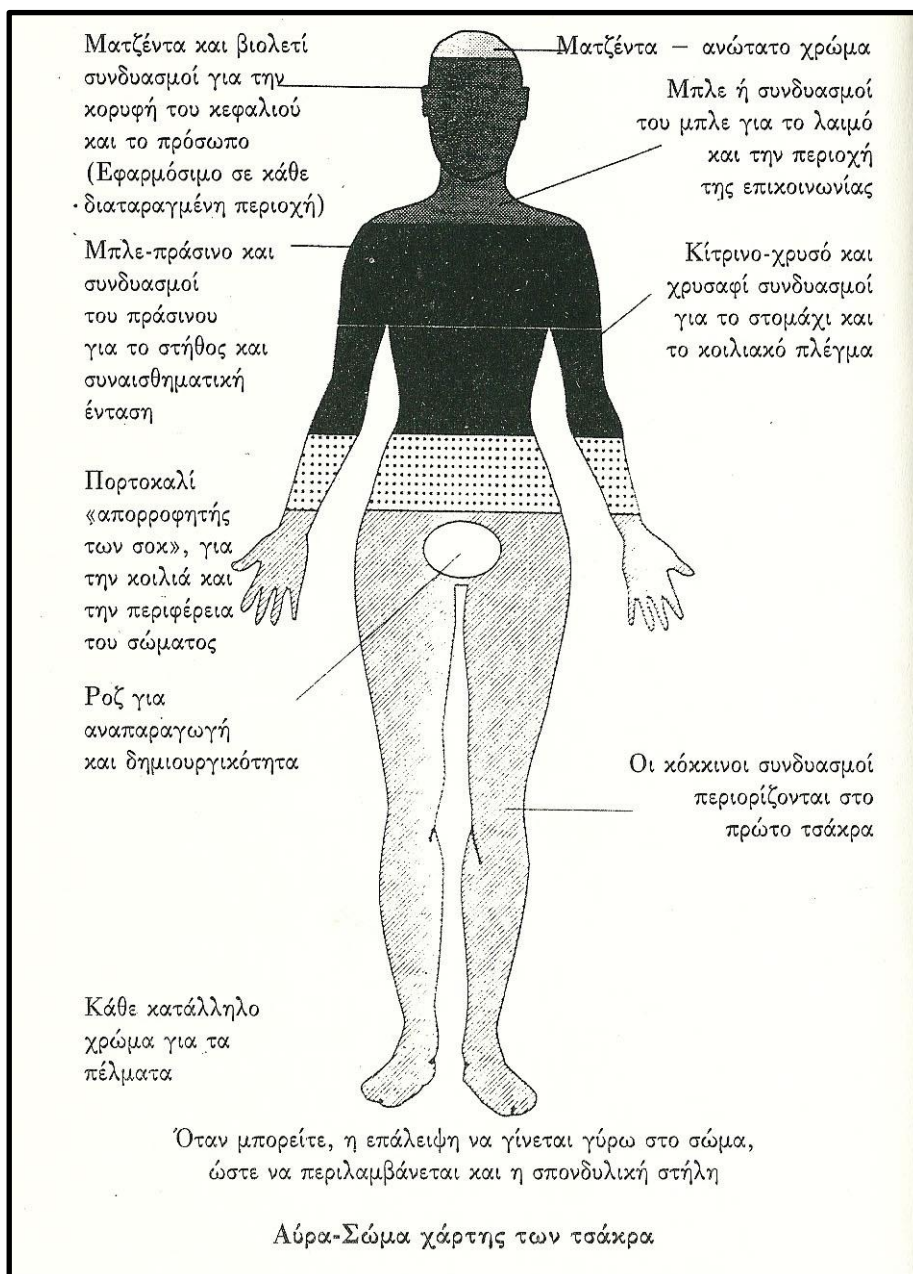 Ματζέντα και βιολετί
συνδυασμοί για την
κορυφή του κεφαλιού
και το πρόσωπο
(Εφαρμόσιμο σε κάθε
διαταραγμένη περιοχή)
Μπλε-πράσινο και
συνδυασμοί
του πράσινου
για το στήθος και
συναισθηματική
ένταση
Πορτοκαλί
«απορροφητής
των σοκ», για
την κοιλιά και
την περιφέρεια
του σώματος
Ροζ για
αναπαραγωγή
και δημιουργικότητα
Κάθε κατάλληλο
χρώμα για τα
πέλματα
Ματζέντα – ανώτατο χρώμα
Μπλε ή συνδυασμοί
του μπλε για το λαιμό
και την περιοχή
της επικοινωνίας
Κίτρινο-χρυσό και
χρυσαφί συνδυασμοί
για το στομάχι και
το κοιλιακό πλέγμα
Οι κόκκινοι συνδυασμοί
περιορίζονται στο
πρώτο τσάκρα
Όταν μπορείτε, η επάλειψη να γίνεται γύρω στο σώμα,
ώστε να περιλαμβάνεται και η σπονδυλική στήλη
Αύρα-Σώμα χάρτης των τσάκρα